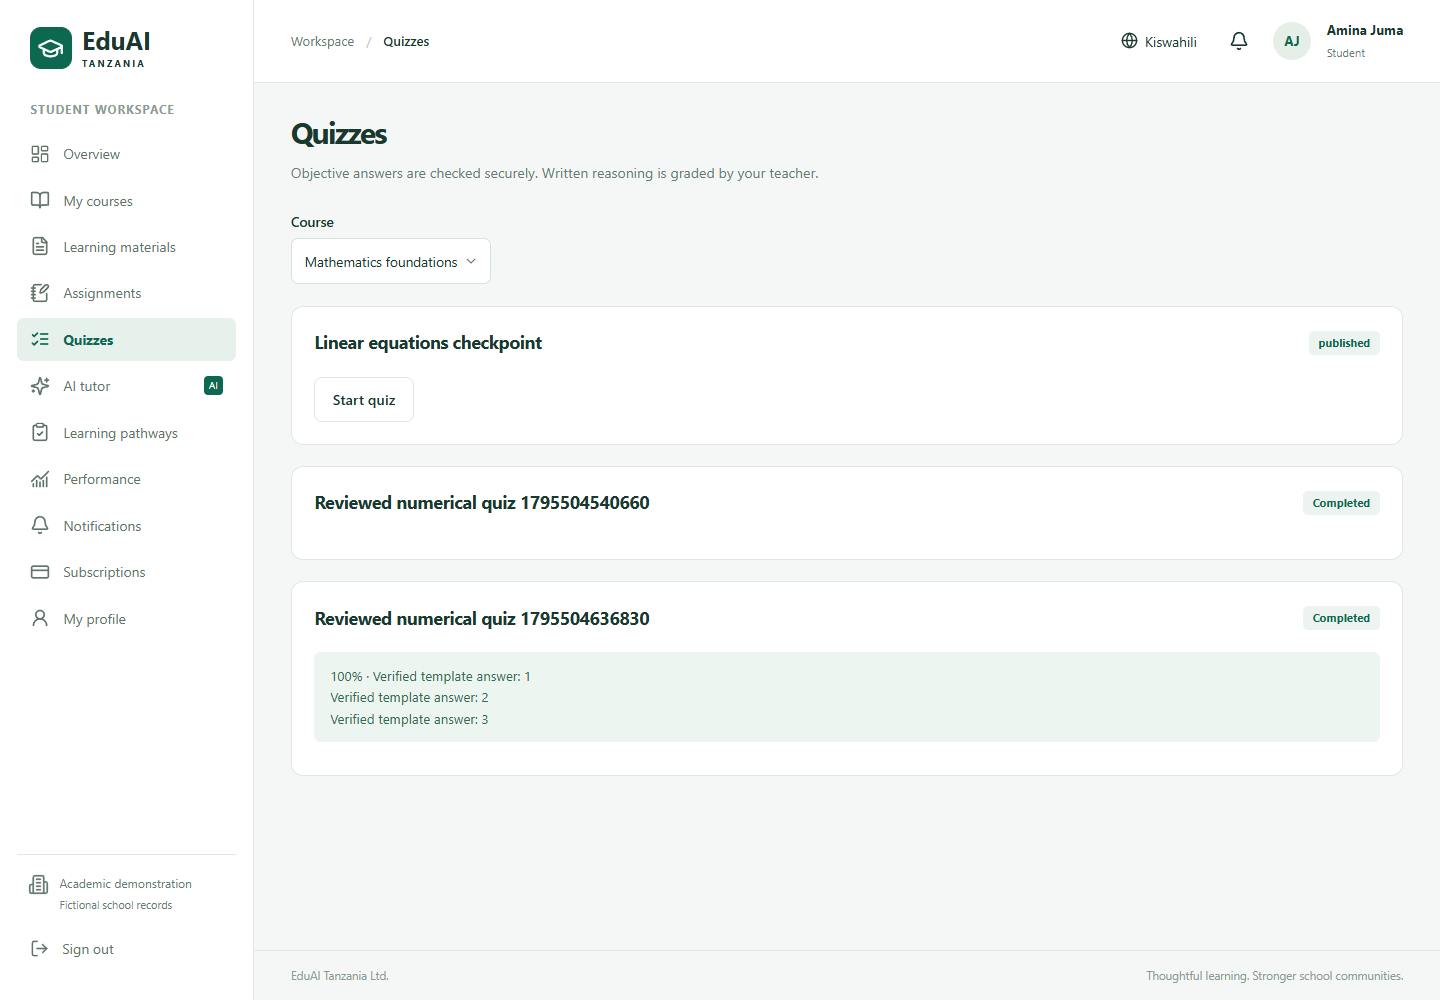 EduAI
TANZANIA
STUDENT WORKSPACE
Overview
My courses
Learning materials
Assignments
Quizzes
AI tutor AI
Learning pathways
Performance
Notifications
Subscriptions
My profile
Academic demonstration
Fictional school records
Sign out
Workspace / Quizzes
Kiswahili
AJ
Amina Juma
Student
Quizzes
Objective answers are checked securely. Written reasoning is graded by your teacher.
Course
Mathematics foundations
Linear equations checkpoint
published
Start quiz
Reviewed numerical quiz 1795504540660
Completed
Reviewed numerical quiz 1795504636830
Completed
100% · Verified template answer: 1
Verified template answer: 2
Verified template answer: 3
EduAI Tanzania Ltd.
Thoughtful learning. Stronger school communities.